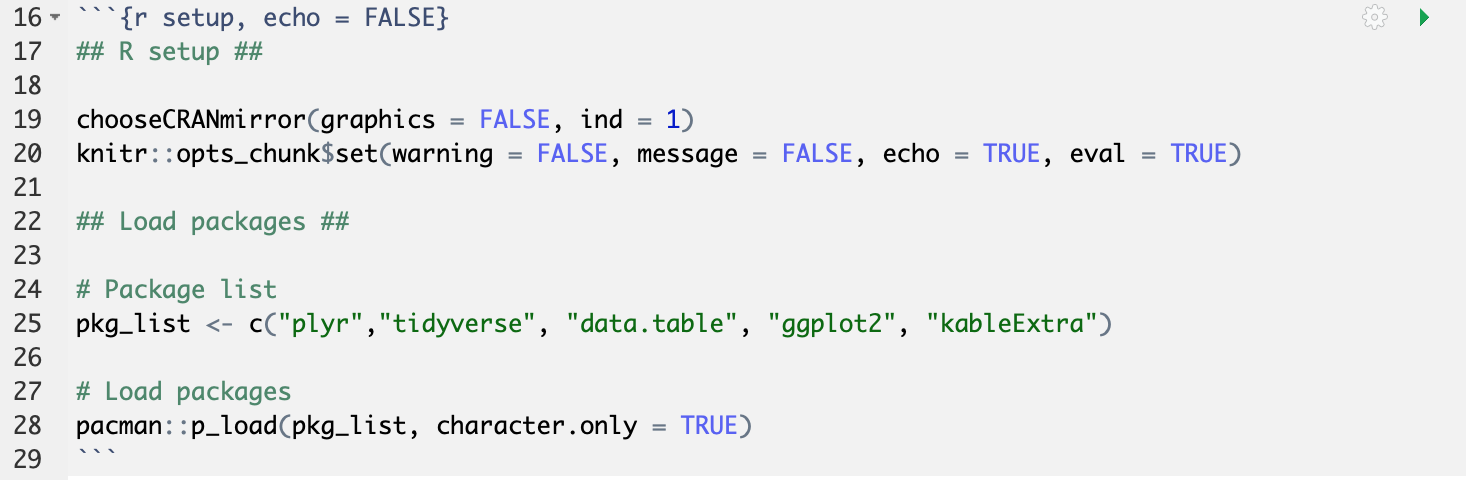 16 ```{r setup, echo = FALSE}
17 ## R setup ##
18
19 chooseCRANmirror(graphics = FALSE, ind = 1)
20 knitr::opts_chunk$set(warning = FALSE, message = FALSE, echo = TRUE, eval = TRUE)
21
22 ## Load packages ##
23
24 # Package list
25 pkg_list <- c("plyr","tidyverse", "data.table", "ggplot2", "kableExtra")
26
27 # Load packages
28 pacman::p_load(pkg_list, character.only = TRUE)
29 ```